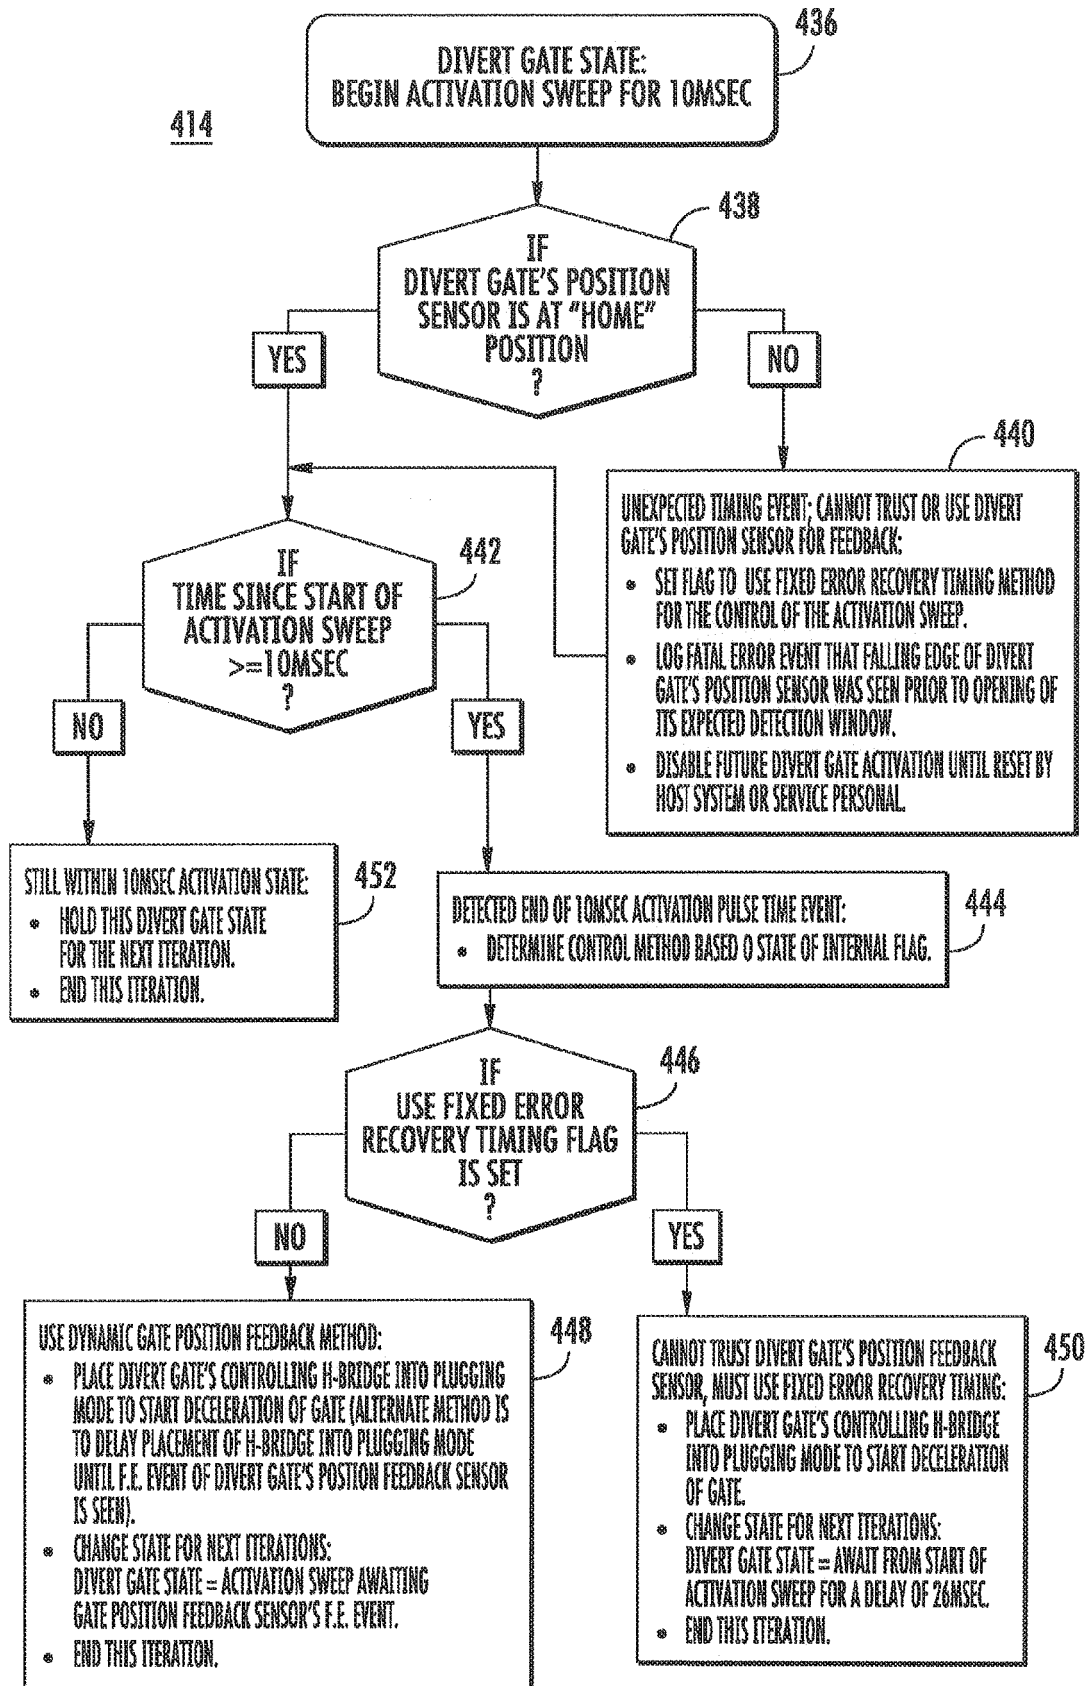 436
DIVERT GATE STATE:
BEGIN ACTIVATION SWEEP FOR 10MSEC
414
438
IF
DIVERT GATE'S POSITION
SENSOR IS AT "HOME"
POSITION
?
YES
NO
440
UNEXPECTED TIMING EVENT; CANNOT TRUST OR USE DIVERT
GATE'S POSITION SENSOR FOR FEEDBACK:
• SET FLAG TO USE FIXED ERROR RECOVERY TIMING METHOD
FOR THE CONTROL OF THE ACTIVATION SWEEP.
• LOG FATAL ERROR EVENT THAT FALLING EDGE OF DIVERT
GATE'S POSITION SENSOR WAS SEEN PRIOR TO OPENING OF
ITS EXPECTED DETECTION WINDOW.
• DISABLE FUTURE DIVERT GATE ACTIVATION UNTIL RESET BY
HOST SYSTEM OR SERVICE PERSONAL.
442
IF
TIME SINCE START OF
ACTIVATION SWEEP
>=10MSEC
?
NO
YES
452
STILL WITHIN 10MSEC ACTIVATION STATE:
• HOLD THIS DIVERT GATE STATE
FOR THE NEXT ITERATION.
• END THIS ITERATION.
444
DETECTED END OF 10MSEC ACTIVATION PULSE TIME EVENT:
• DETERMINE CONTROL METHOD BASED O STATE OF INTERNAL FLAG.
446
IF
USE FIXED ERROR
RECOVERY TIMING FLAG
IS SET
?
NO
YES
448
USE DYNAMIC GATE POSITION FEEDBACK METHOD:
• PLACE DIVERT GATE'S CONTROLLING H-BRIDGE INTO PLUGGING
MODE TO START DECELERATION OF GATE (ALTERNATE METHOD IS
TO DELAY PLACEMENT OF H-BRIDGE INTO PLUGGING MODE
UNTIL F.E. EVENT OF DIVERT GATE'S POSTION FEEDBACK SENSOR
IS SEEN).
• CHANGE STATE FOR NEXT ITERATIONS:
DIVERT GATE STATE = ACTIVATION SWEEP AWAITING
GATE POSITION FEEDBACK SENSOR'S F.E. EVENT.
• END THIS ITERATION.
450
CANNOT TRUST DIVERT GATE'S POSITION FEEDBACK
SENSOR, MUST USE FIXED ERROR RECOVERY TIMING:
• PLACE DIVERT GATE'S CONTROLLING H-BRIDGE
INTO PLUGGING MODE TO START DECELERATION
OF GATE.
• CHANGE STATE FOR NEXT ITERATIONS:
DIVERT GATE STATE = AWAIT FROM START OF
ACTIVATION SWEEP FOR A DELAY OF 26MSEC.
• END THIS ITERATION.